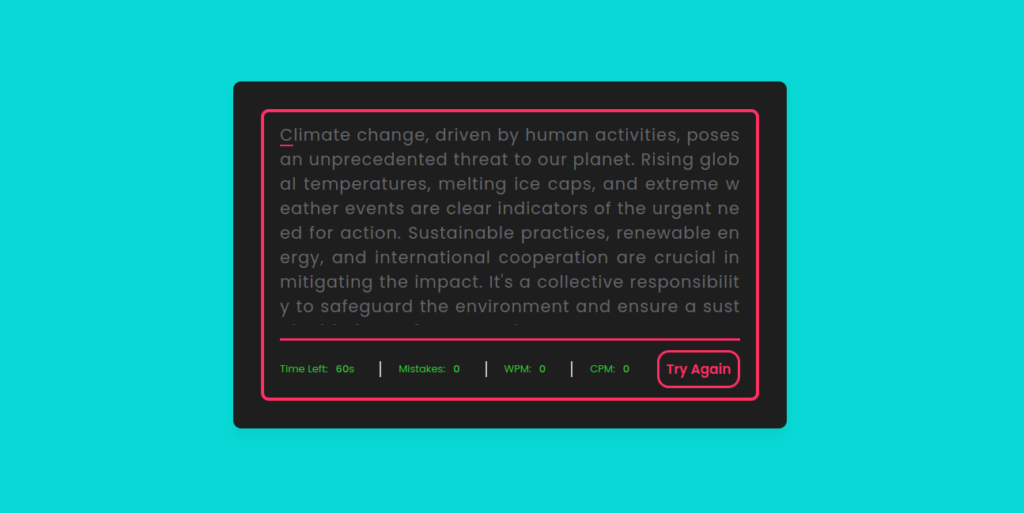 Climate change, driven by human activities, poses
an unprecedented threat to our planet. Rising glob
al temperatures, melting ice caps, and extreme w
eather events are clear indicators of the urgent ne
ed for action. Sustainable practices, renewable en
ergy, and international cooperation are crucial in
mitigating the impact. It's a collective responsibilit
y to safeguard the environment and ensure a sust
Time Left: 60s | Mistakes: 0 | WPM: 0 | CPM: 0 Try Again